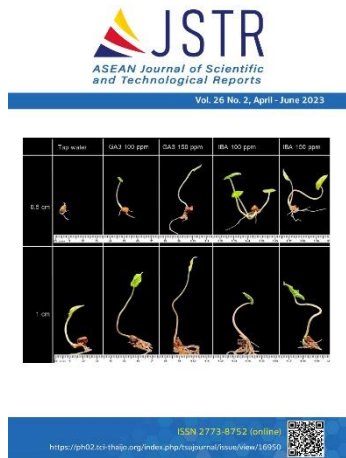 JSTR
ASEAN Journal of Scientific
and Technological Reports
Vol. 26 No. 2, April - June 2023
Tap water GA3 100 ppm GA3 150 ppm IBA 100 ppm IBA 150 ppm
0.5 cm
1 cm
ISSN 2773-8752 (online)
https://ph02.tci-thaijo.org/index.php/tsujournal/issue/view/16950